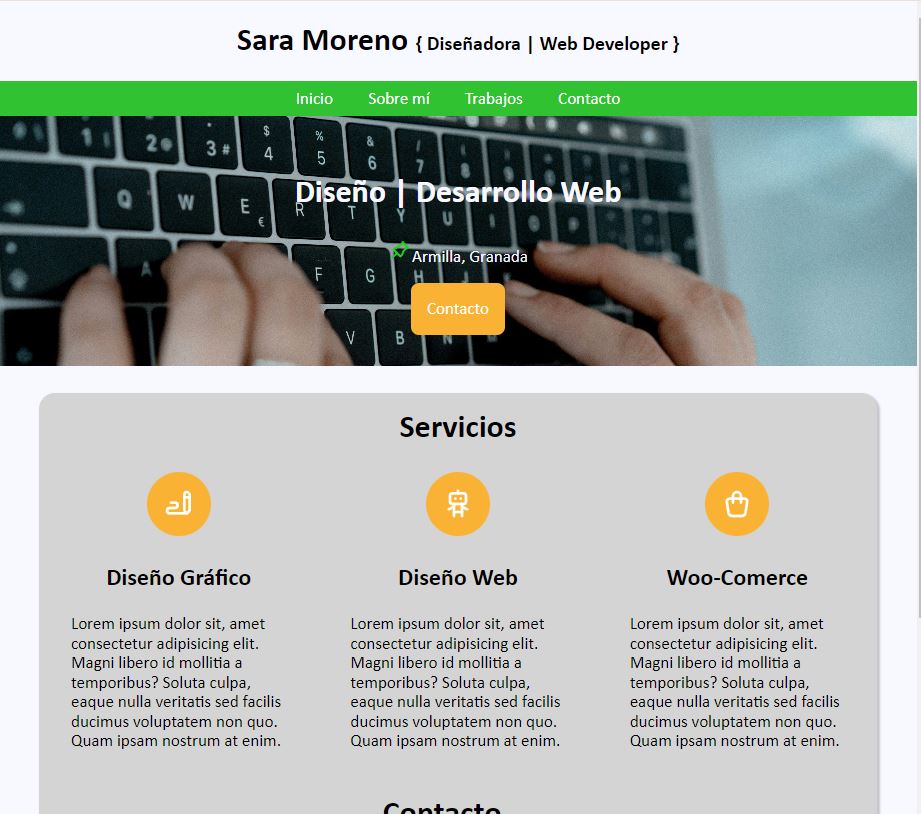 Sara Moreno { Diseñadora | Web Developer }
Inicio Sobre mí Trabajos Contacto
Diseño | Desarrollo Web
Armilla, Granada
Contacto
Servicios
Diseño Gráfico
Lorem ipsum dolor sit, amet
consectetur adipisicing elit.
Magni libero id mollitia a
temporibus? Soluta culpa,
eaque nulla veritatis sed facilis
ducimus voluptatem non quo.
Quam ipsam nostrum at enim.
Diseño Web
Lorem ipsum dolor sit, amet
consectetur adipisicing elit.
Magni libero id mollitia a
temporibus? Soluta culpa,
eaque nulla veritatis sed facilis
ducimus voluptatem non quo.
Quam ipsam nostrum at enim.
Woo-Comerce
Lorem ipsum dolor sit, amet
consectetur adipisicing elit.
Magni libero id mollitia a
temporibus? Soluta culpa,
eaque nulla veritatis sed facilis
ducimus voluptatem non quo.
Quam ipsam nostrum at enim.
Contacto